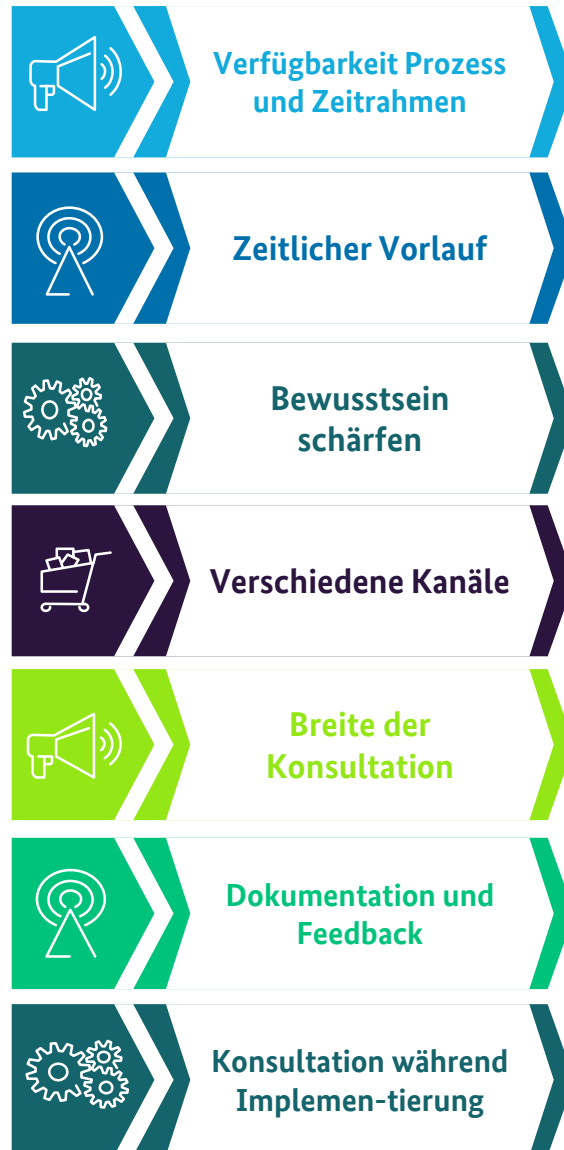 Verfügbarkeit Prozess
und Zeitrahmen
Zeitlicher Vorlauf
Bewusstsein
schärfen
Verschiedene Kanäle
Breite der
Konsultation
Dokumentation und
Feedback
Konsultation während
Implemen-tierung